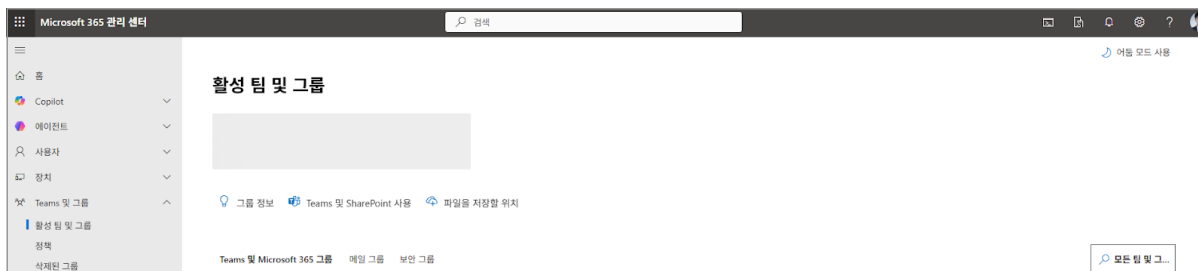 Microsoft 365 관리 센터
검색
어둠 모드 사용
홈
Copilot
에이전트
사용자
장치
Teams 및 그룹
활성 팀 및 그룹
정책
삭제된 그룹
활성 팀 및 그룹
그룹 정보 Teams 및 SharePoint 사용 파일을 저장할 위치
Teams 및 Microsoft 365 그룹 메일 그룹 보안 그룹
모든 팀 및 그...